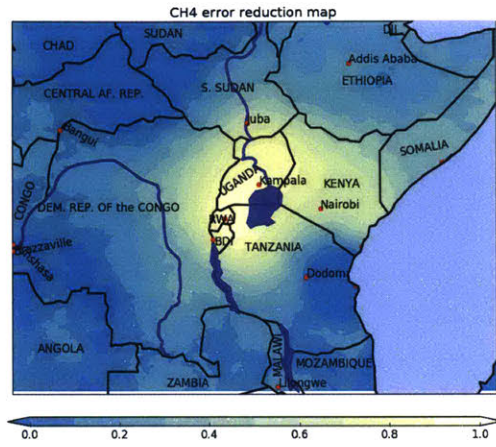 CH4 error reduction map
SUDAN
DJI
CHAD
Addis Ababa
ETHIOPIA
CENTRAL AF. REP.
S. SUDAN
Juba
Bangui
SOMALIA
UGANDA
Kampala
KENYA
CONGO
DEM. REP. OF the CONGO
Nairobi
RWA
BDI
TANZANIA
Brazzaville
Kinshasa
Dodoma
ANGOLA
MALAWI
MOZAMBIQUE
ZAMBIA
Lilongwe
0.0 0.2 0.4 0.6 0.8 1.0